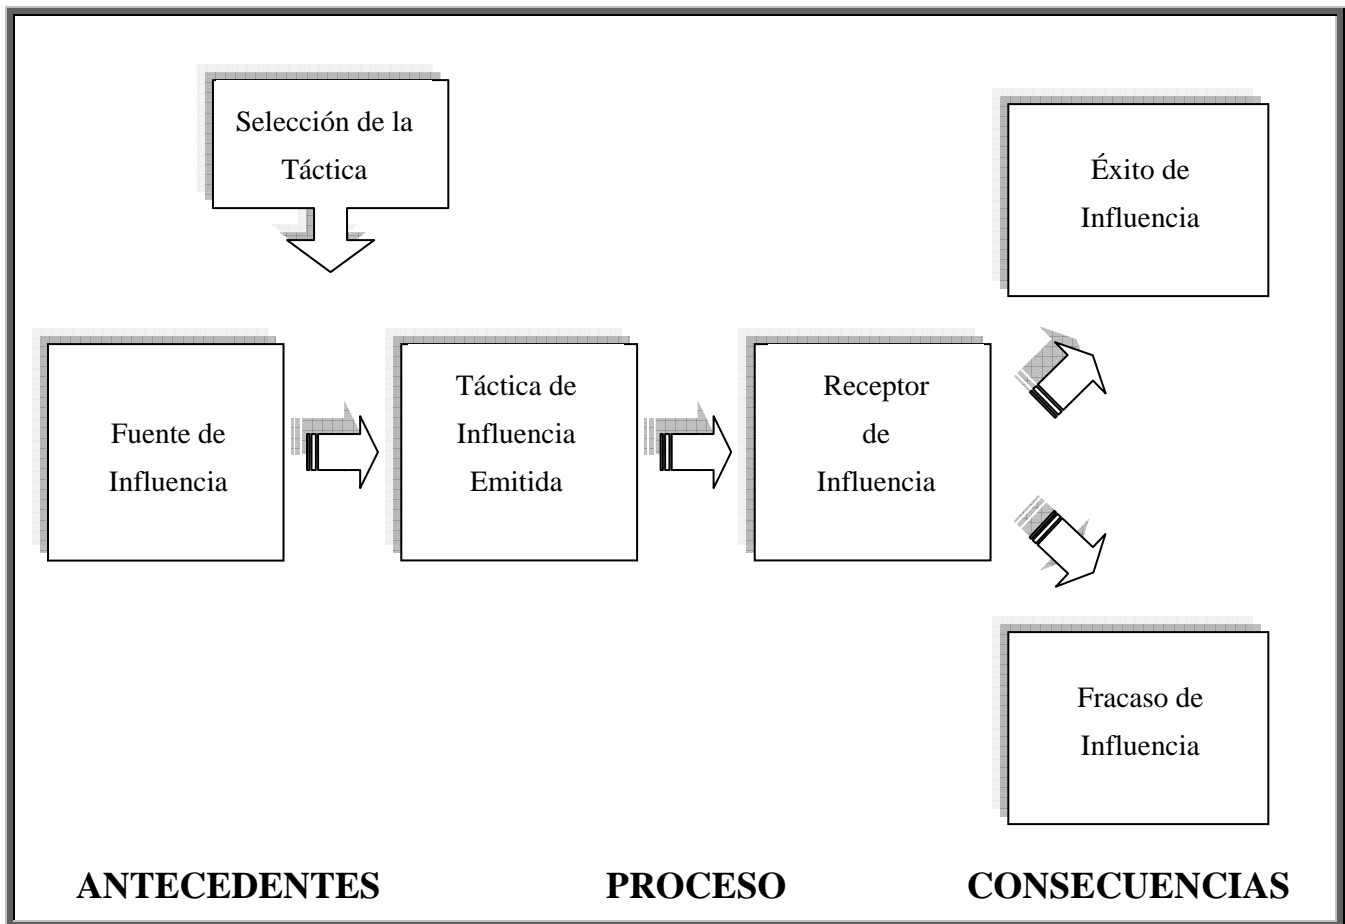 Selección de la
Táctica
Éxito de
Influencia
Fuente de
Influencia
Táctica de
Influencia
Emitida
Receptor
de
Influencia
Fracaso de
Influencia
ANTECEDENTES
PROCESO
CONSECUENCIAS